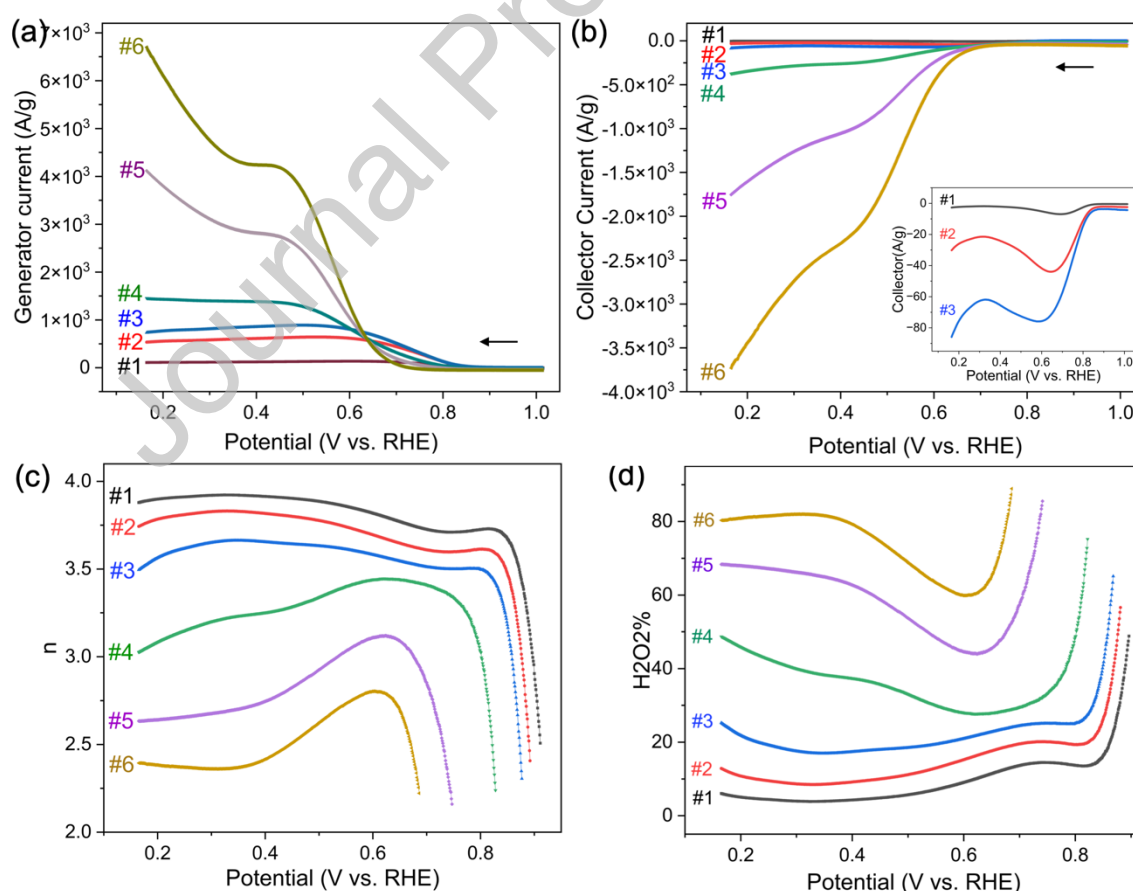 Journal Pre
(a)
7×10³
6×10³
5×10³
4×10³
3×10³
2×10³
1×10³
0
Generator current (A/g)
#6
#5
#4
#3
#2
#1
0.2 0.4 0.6 0.8 1.0
Potential (V vs. RHE)
(b)
0.0
-5.0×10²
-1.0×10³
-1.5×10³
-2.0×10³
-2.5×10³
-3.0×10³
-3.5×10³
-4.0×10³
Collector Current (A/g)
#1
#2
#3
#4
#5
#6
0.2 0.4 0.6 0.8 1.0
Potential (V vs. RHE)
0
−20
−40
−60
−80
Collector(A/g)
#1
#2
#3
0.2 0.4 0.6 0.8 1.0
Potential (V vs. RHE)
(c)
4.0
3.5
3.0
2.5
2.0
n
#1
#2
#3
#4
#5
#6
0.2 0.4 0.6 0.8
Potential (V vs. RHE)
(d)
80
60
40
20
0
H2O2%
#6
#5
#4
#3
#2
#1
0.2 0.4 0.6 0.8
Potential (V vs. RHE)